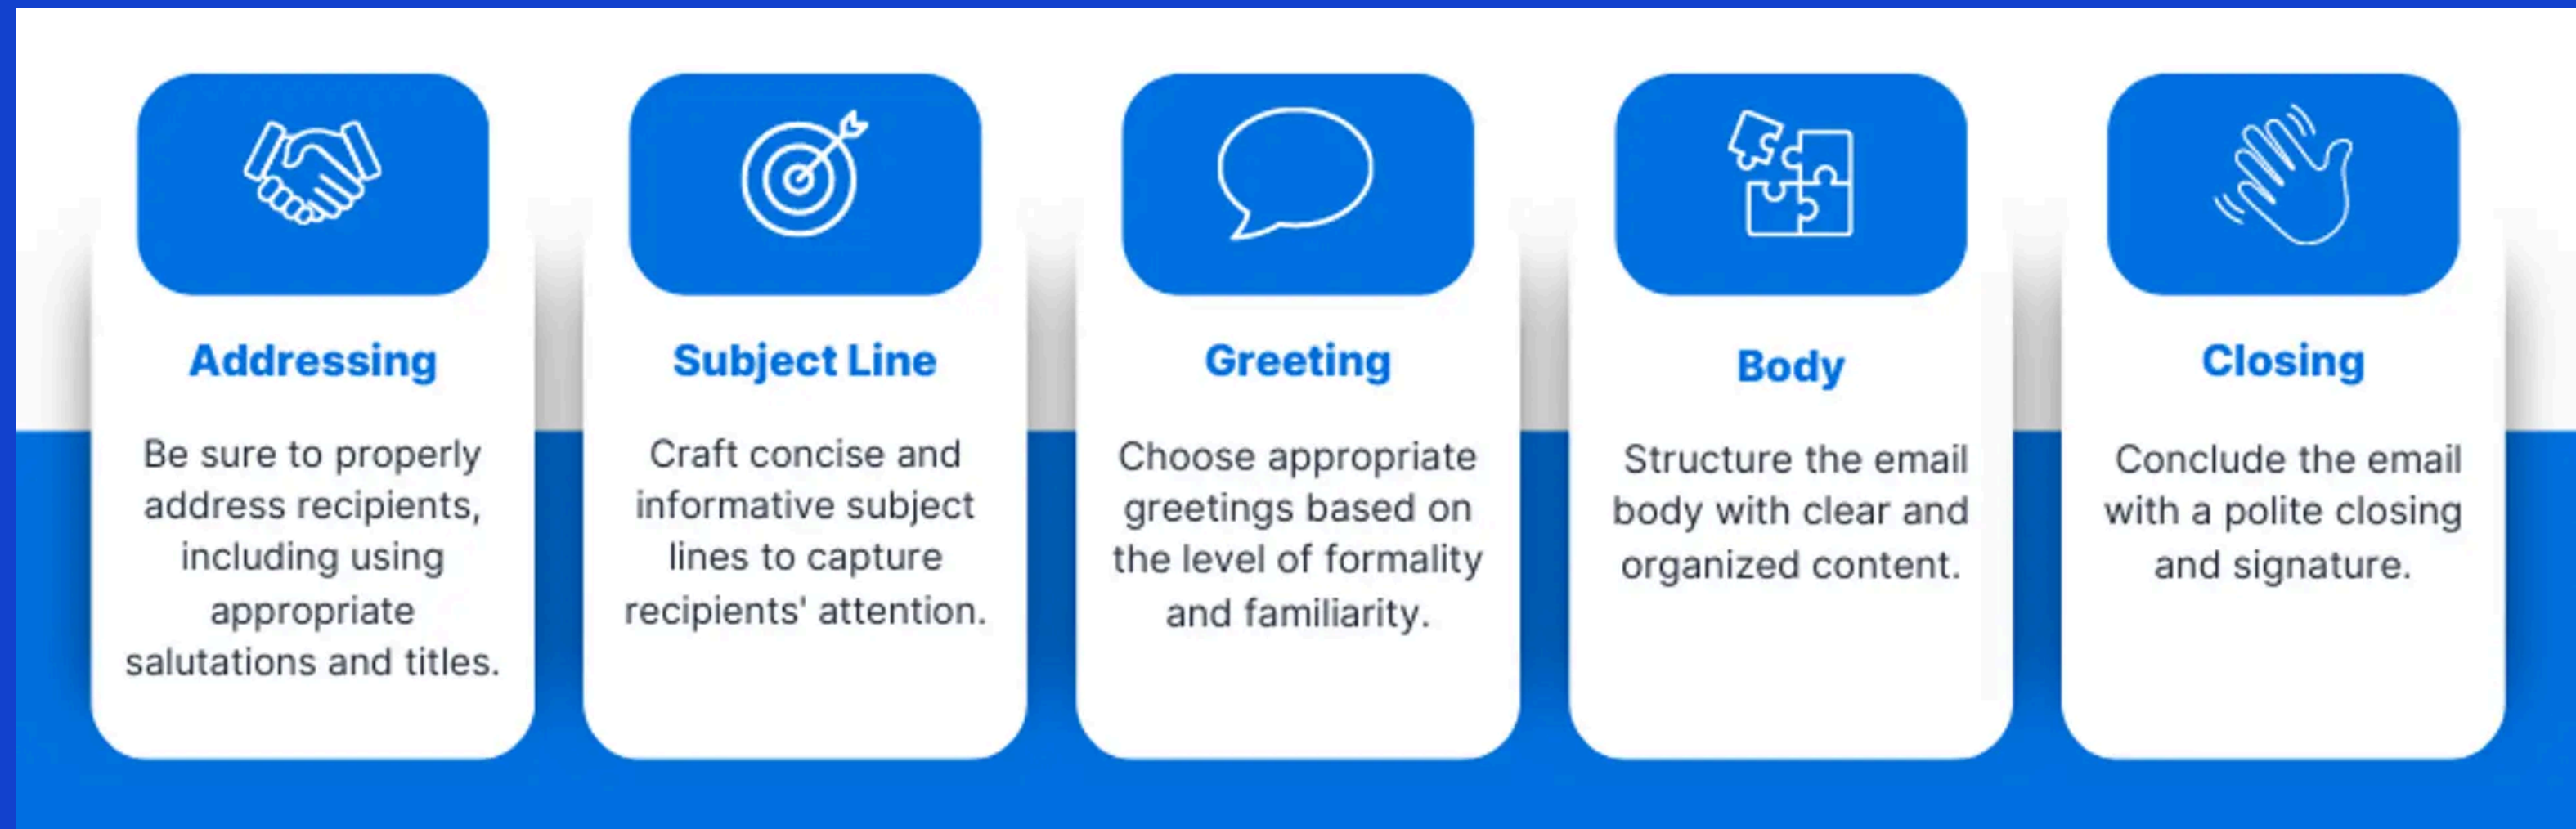 Addressing
Be sure to properly
address recipients,
including using
appropriate
salutations and titles.
Subject Line
Craft concise and
informative subject
lines to capture
recipients' attention.
Greeting
Choose appropriate
greetings based on
the level of formality
and familiarity.
Body
Structure the email
body with clear and
organized content.
Closing
Conclude the email
with a polite closing
and signature.